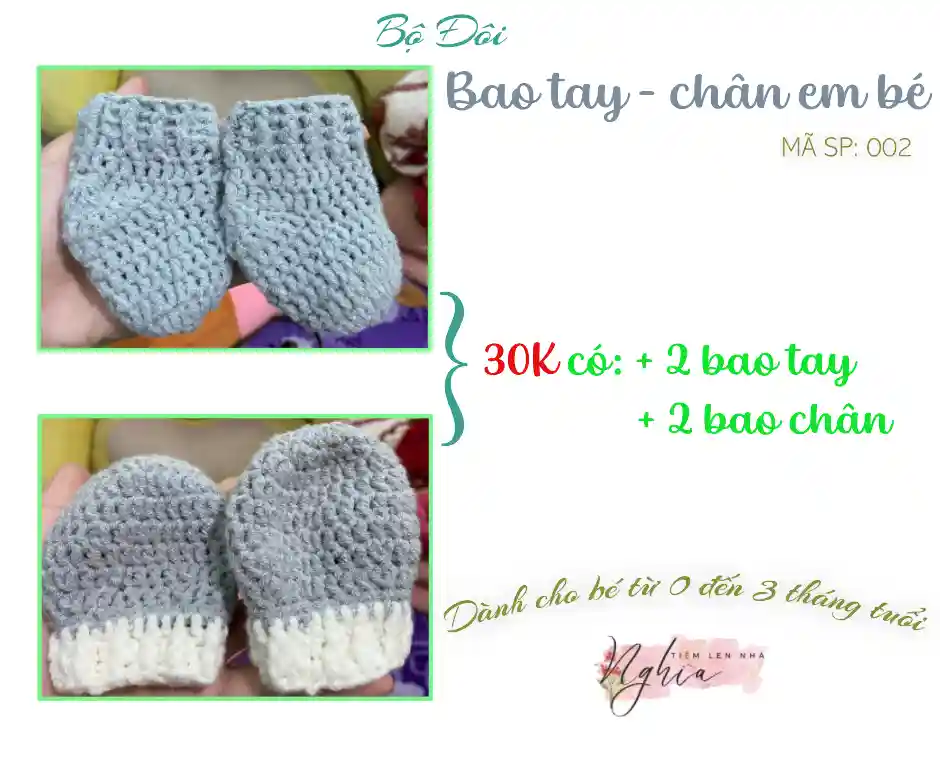 Bộ Đôi
Bao tay - chân em bé
MÃ SP: 002
30K có: + 2 bao tay
+ 2 bao chân
Dành cho bé từ 0 đến 3 tháng tuổi
TIỆM LEN NHÀ
Nghĩa